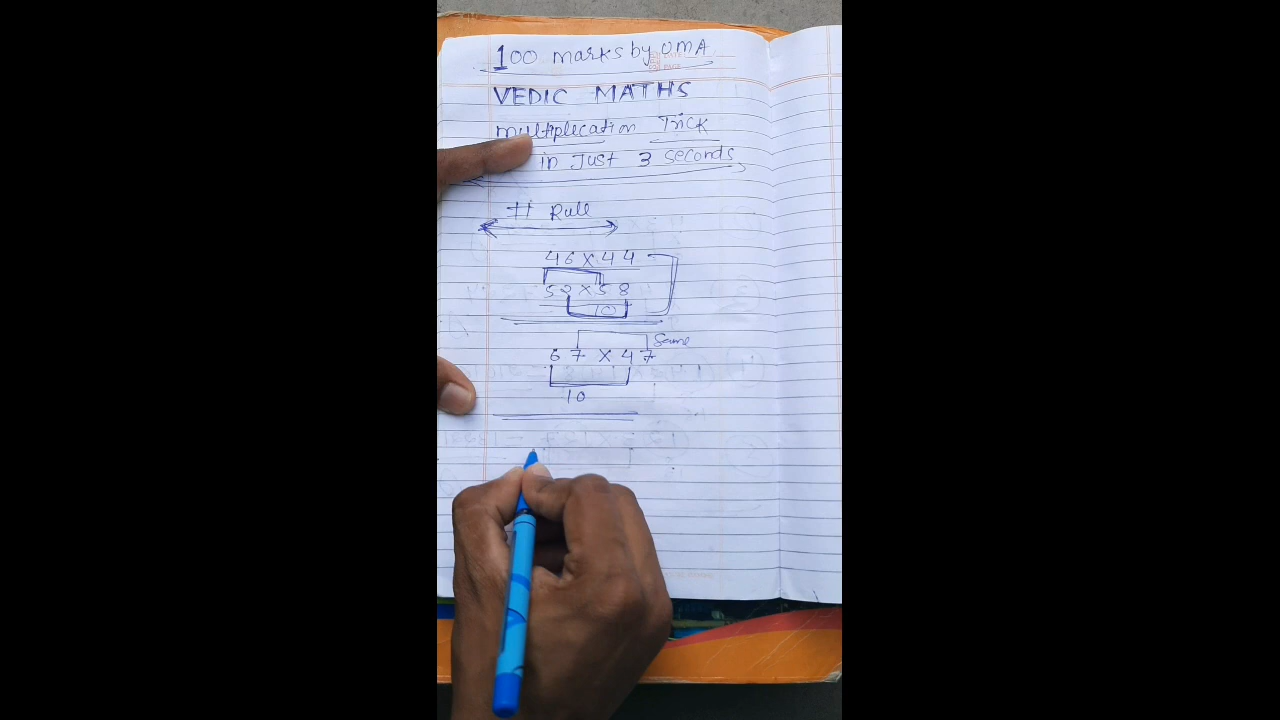 100 marks by OMA
VEDIC MATHS
multiplecation Trick
in Just 3 seconds
# Rule
46 x 44
52 x 58
10
Same
67 x 47
10